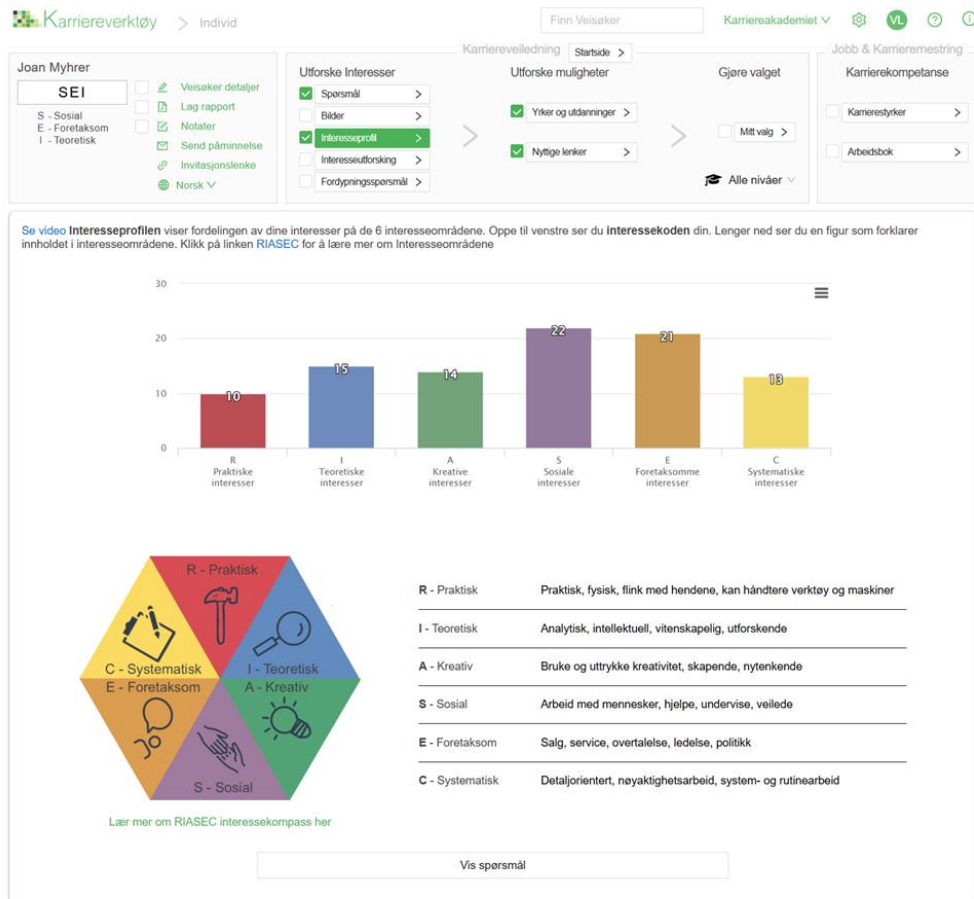 Karriereverktøy > Individ
Finn Veisøker
Karriereakademiet
VL
Joan Myhrer
SEI
S - Sosial
E - Foretaksom
I - Teoretisk
Veisøker detaljer
Lag rapport
Notater
Send påminnelse
Invitasjonslenke
Norsk
Karriereveiledning
Startside >
Utforske Interesser
Spørsmål >
Bilder >
Interesseprofil >
Interesseutforsking >
Fordypningsspørsmål >
Utforske muligheter
Yrker og utdanninger >
Nyttige lenker >
Gjøre valget
Mitt valg >
Alle nivåer
Jobb & Karrieremestring
Karrierekompetanse
Karrierestyrker >
Arbeidsbok >
Se video Interesseprofilen viser fordelingen av dine interesser på de 6 interesseområdene. Oppe til venstre ser du interessekoden din. Lenger ned ser du en figur som forklarer
innholdet i interesseområdene. Klikk på linken RIASEC for å lære mer om Interesseområdene
30
20
10
0
10
15
14
22
21
13
R
Praktiske
interesser
I
Teoretiske
interesser
A
Kreative
interesser
S
Sosiale
interesser
E
Foretaksomme
interesser
C
Systematiske
interesser
R - Praktisk
C - Systematisk
I - Teoretisk
E - Foretaksom
A - Kreativ
S - Sosial
Lær mer om RIASEC interessekompass her
R - Praktisk Praktisk, fysisk, flink med hendene, kan håndtere verktøy og maskiner
I - Teoretisk Analytisk, intellektuell, vitenskapelig, utforskende
A - Kreativ Bruke og uttrykke kreativitet, skapende, nytenkende
S - Sosial Arbeid med mennesker, hjelpe, undervise, veilede
E - Foretaksom Salg, service, overtalelse, ledelse, politikk
C - Systematisk Detaljorientert, nøyaktighetsarbeid, system- og rutinearbeid
Vis spørsmål